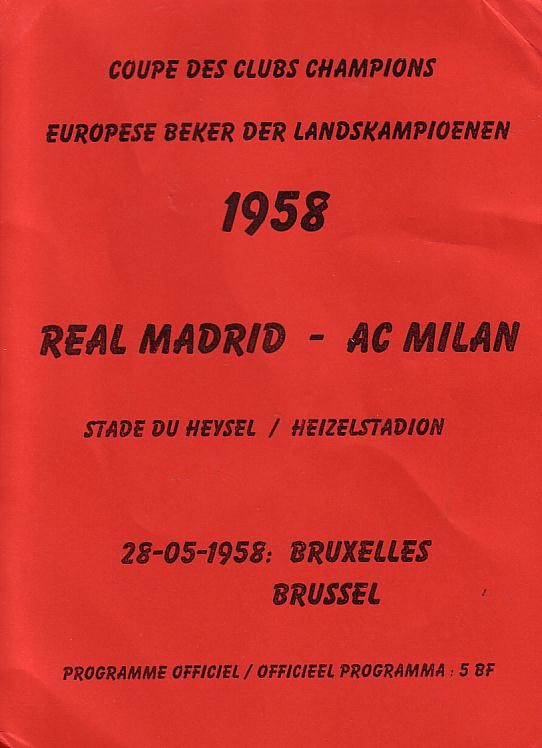 COUPE DES CLUBS CHAMPIONS
EUROPESE BEKER DER LANDSKAMPIOENEN
1958
REAL MADRID - AC MILAN
STADE DU HEYSEL / HEIZELSTADION
28-05-1958: BRUXELLES
BRUSSEL
PROGRAMME OFFICIEL / OFFICIEEL PROGRAMMA : 5 BF